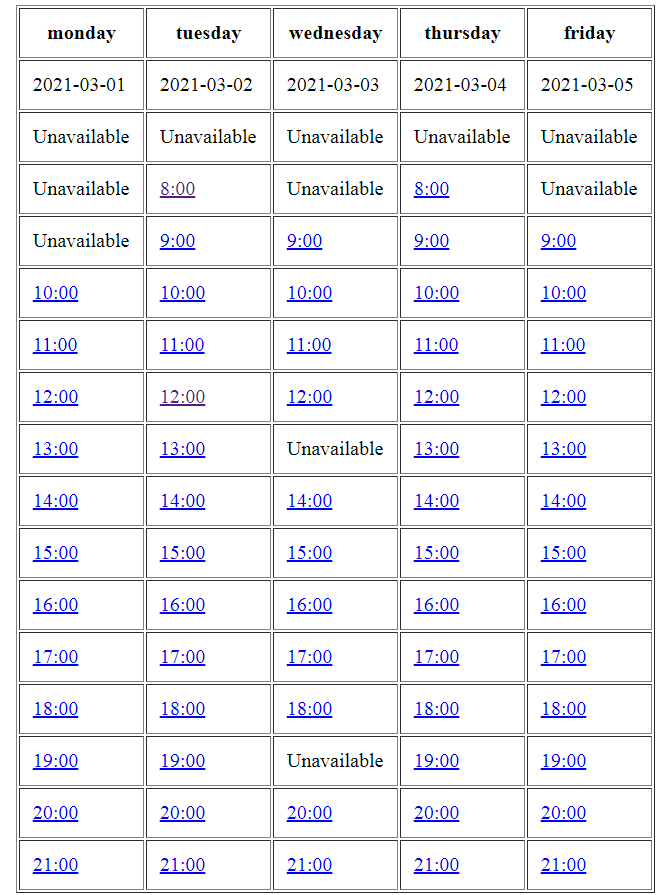 monday tuesday wednesday thursday friday
2021-03-01 2021-03-02 2021-03-03 2021-03-04 2021-03-05
Unavailable Unavailable Unavailable Unavailable Unavailable
Unavailable 8:00 Unavailable 8:00 Unavailable
Unavailable 9:00 9:00 9:00 9:00
10:00 10:00 10:00 10:00 10:00
11:00 11:00 11:00 11:00 11:00
12:00 12:00 12:00 12:00 12:00
13:00 13:00 Unavailable 13:00 13:00
14:00 14:00 14:00 14:00 14:00
15:00 15:00 15:00 15:00 15:00
16:00 16:00 16:00 16:00 16:00
17:00 17:00 17:00 17:00 17:00
18:00 18:00 18:00 18:00 18:00
19:00 19:00 Unavailable 19:00 19:00
20:00 20:00 20:00 20:00 20:00
21:00 21:00 21:00 21:00 21:00